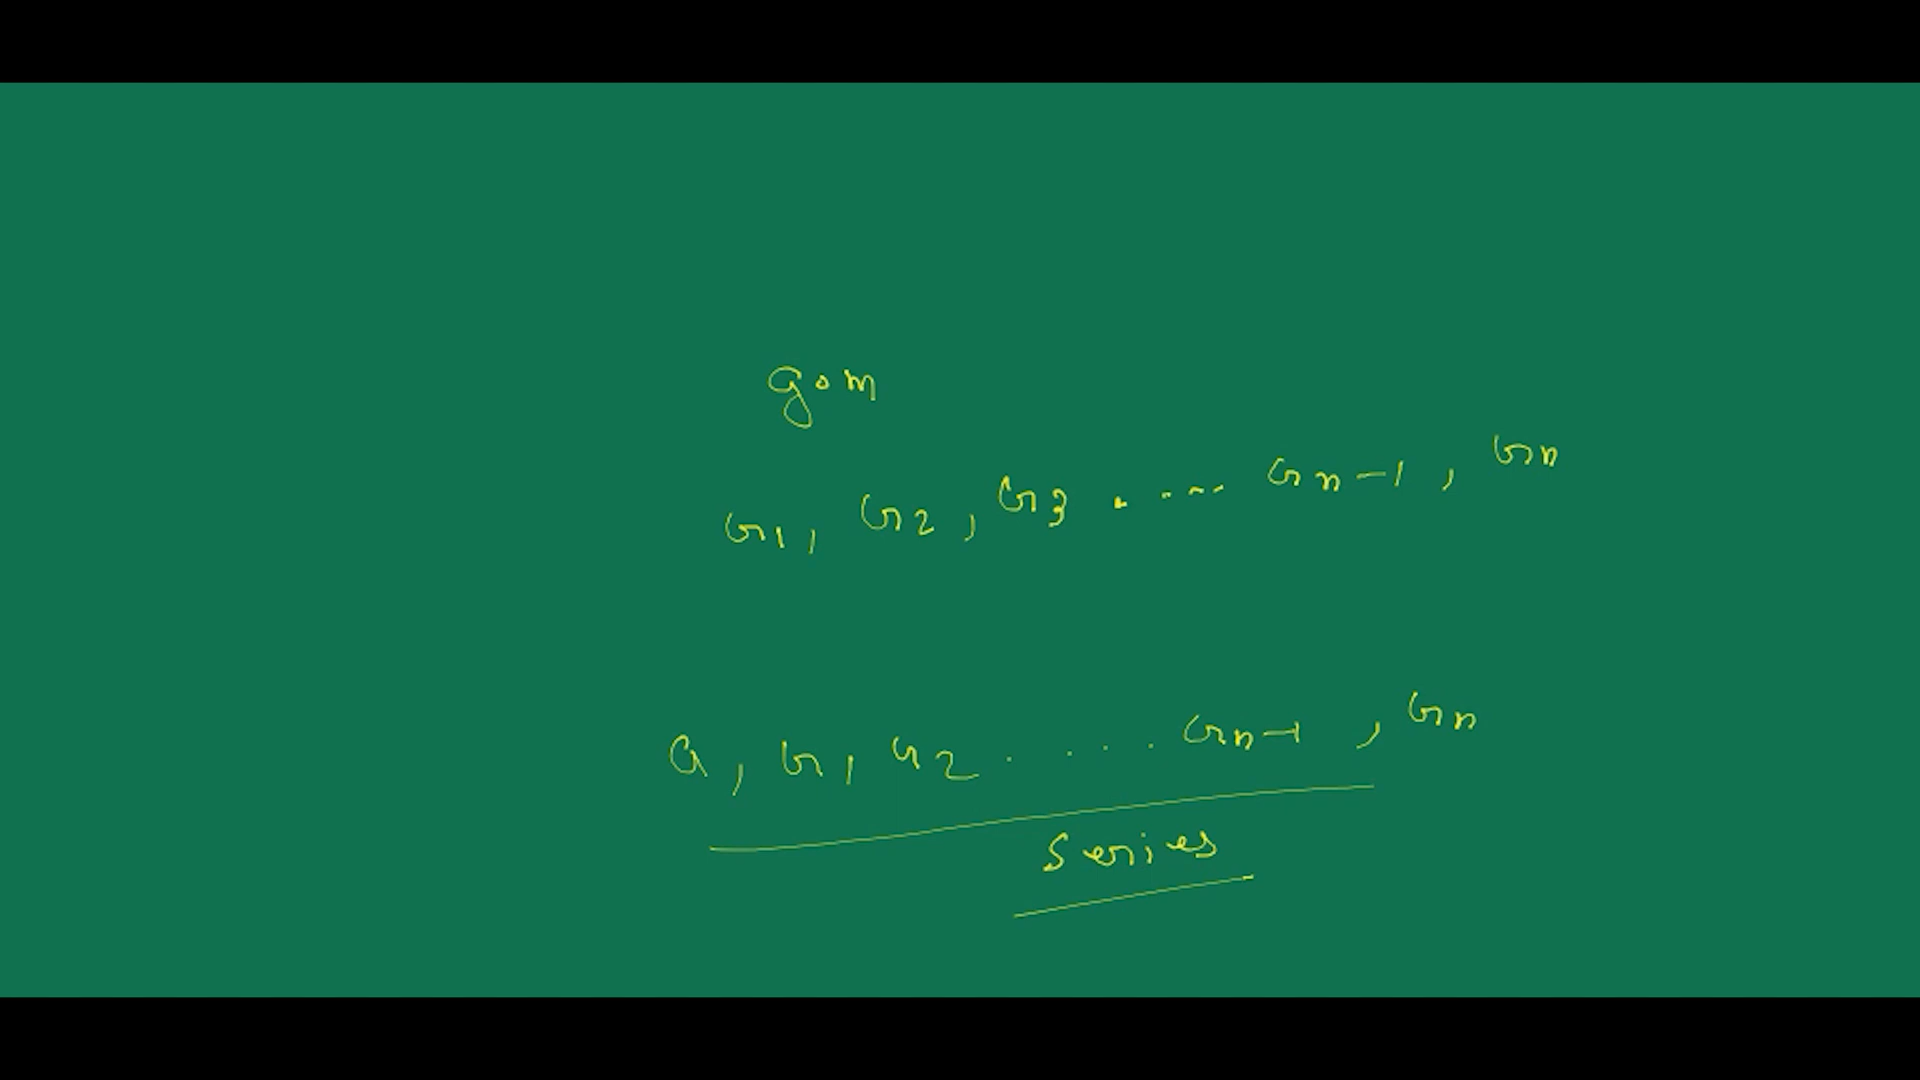 g.m
G1, G2, G3 ..... Gn-1, Gn
a, G1, G2 ..... Gn-1, Gn
Series